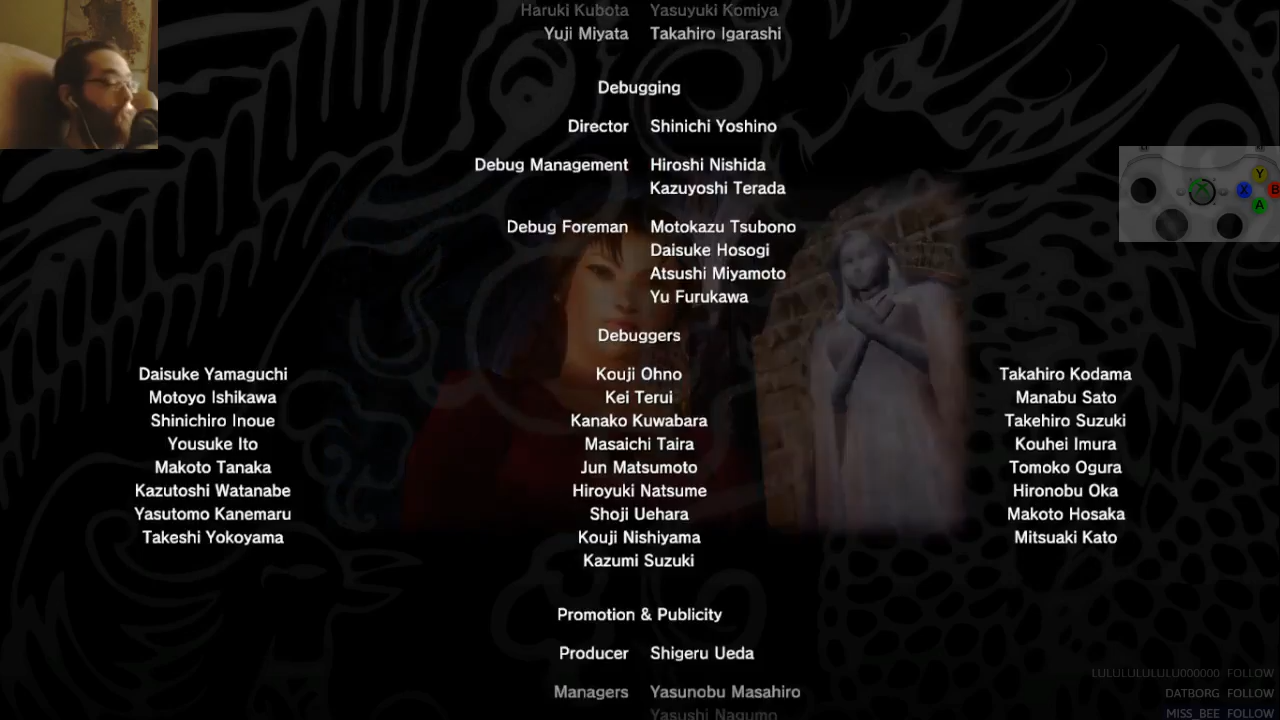 Haruki Kubota Yasuyuki Komiya
Yuji Miyata Takahiro Igarashi
Debugging
Director Shinichi Yoshino
Debug Management Hiroshi Nishida
Kazuyoshi Terada
Debug Foreman Motokazu Tsubono
Daisuke Hosogi
Atsushi Miyamoto
Yu Furukawa
Debuggers
Daisuke Yamaguchi Kouji Ohno Takahiro Kodama
Motoyo Ishikawa Kei Terui Manabu Sato
Shinichiro Inoue Kanako Kuwabara Takehiro Suzuki
Yousuke Ito Masaichi Taira Kouhei Imura
Makoto Tanaka Jun Matsumoto Tomoko Ogura
Kazutoshi Watanabe Hiroyuki Natsume Hironobu Oka
Yasutomo Kanemaru Shoji Uehara Makoto Hosaka
Takeshi Yokoyama Kouji Nishiyama Mitsuaki Kato
Kazumi Suzuki
Promotion & Publicity
Producer Shigeru Ueda
Managers Yasunobu Masahiro
Yasushi Nagumo
Y
X B
A
FOLLOW
DATBORG FOLLOW
MISS_BEE FOLLOW